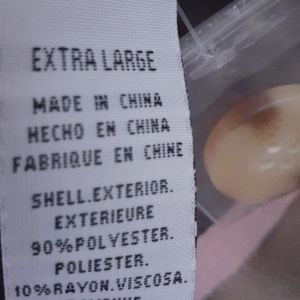 EXTRA LARGE
MADE IN CHINA
HECHO EN CHINA
FABRIQUE EN CHINE
SHELL.EXTERIOR.
EXTERIEURE
90%POLYESTER.
POLIESTER.
10%RAYON.VISCOSA.